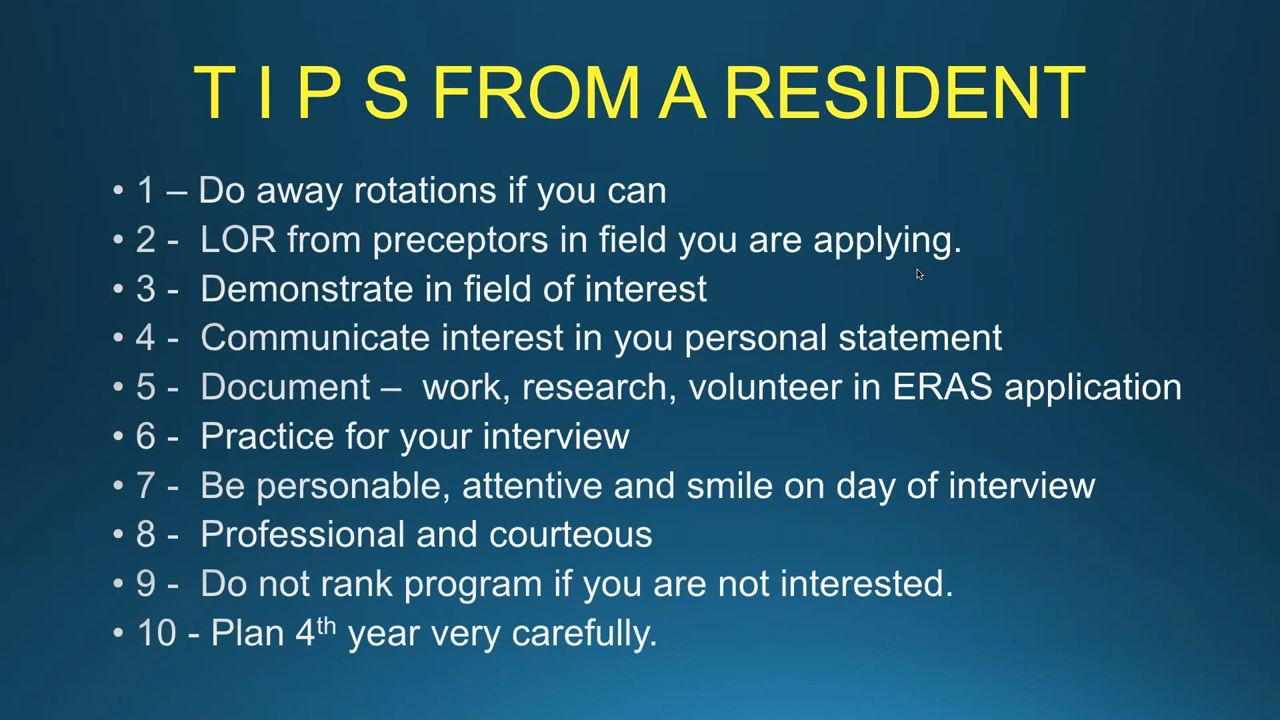 T I P S FROM A RESIDENT
• 1 – Do away rotations if you can
• 2 - LOR from preceptors in field you are applying.
• 3 - Demonstrate in field of interest
• 4 - Communicate interest in you personal statement
• 5 - Document – work, research, volunteer in ERAS application
• 6 - Practice for your interview
• 7 - Be personable, attentive and smile on day of interview
• 8 - Professional and courteous
• 9 - Do not rank program if you are not interested.
• 10 - Plan 4th year very carefully.